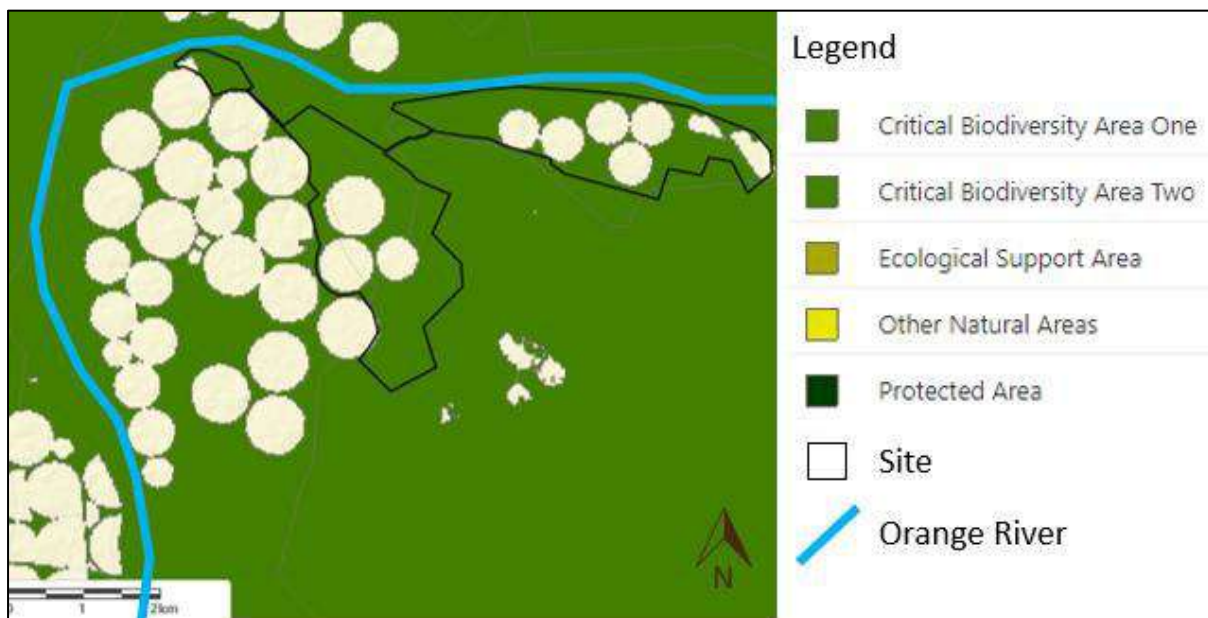 Legend
Critical Biodiversity Area One
Critical Biodiversity Area Two
Ecological Support Area
Other Natural Areas
Protected Area
Site
Orange River
N
0 1 2km